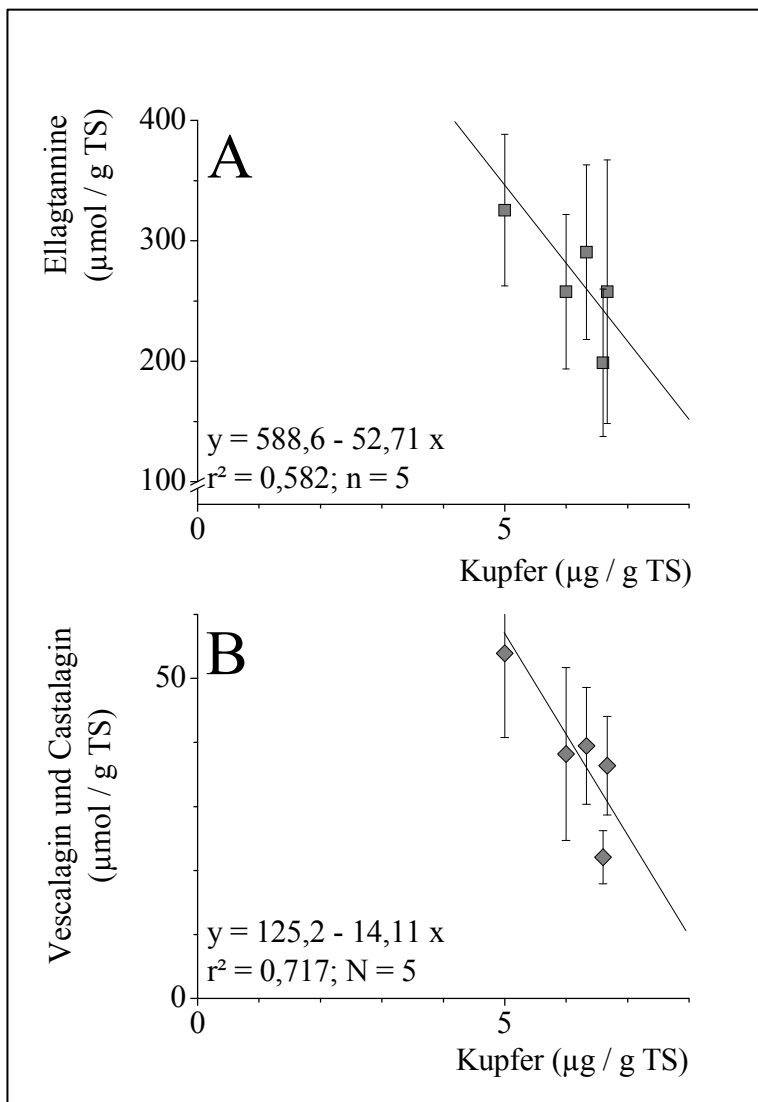 A
Ellagtannine
(µmol / g TS)
400
300
200
100
y = 588,6 - 52,71 x
r² = 0,582; n = 5
0
5
Kupfer (µg / g TS)
B
Vescalagin und Castalagin
(µmol / g TS)
50
0
y = 125,2 - 14,11 x
r² = 0,717; N = 5
0
5
Kupfer (µg / g TS)